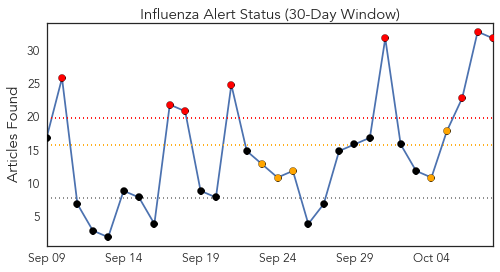 Influenza Alert Status (30-Day Window)
Articles Found
30
25
20
15
10
5
Sep 09 Sep 14 Sep 19 Sep 24 Sep 29 Oct 04